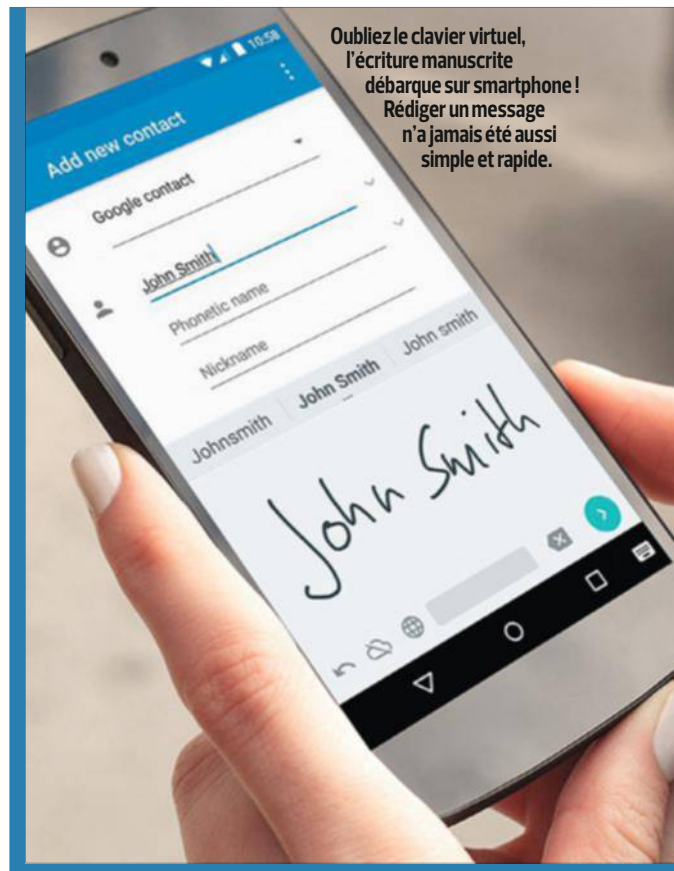 Oubliez le clavier virtuel,
l'écriture manuscrite
débarque sur smartphone !
Rédiger un message
n'a jamais été aussi
simple et rapide.
10:58
Add new contact
Google contact
John Smith
Phonetic name
Nickname
Johnsmith John Smith John smith
John Smith